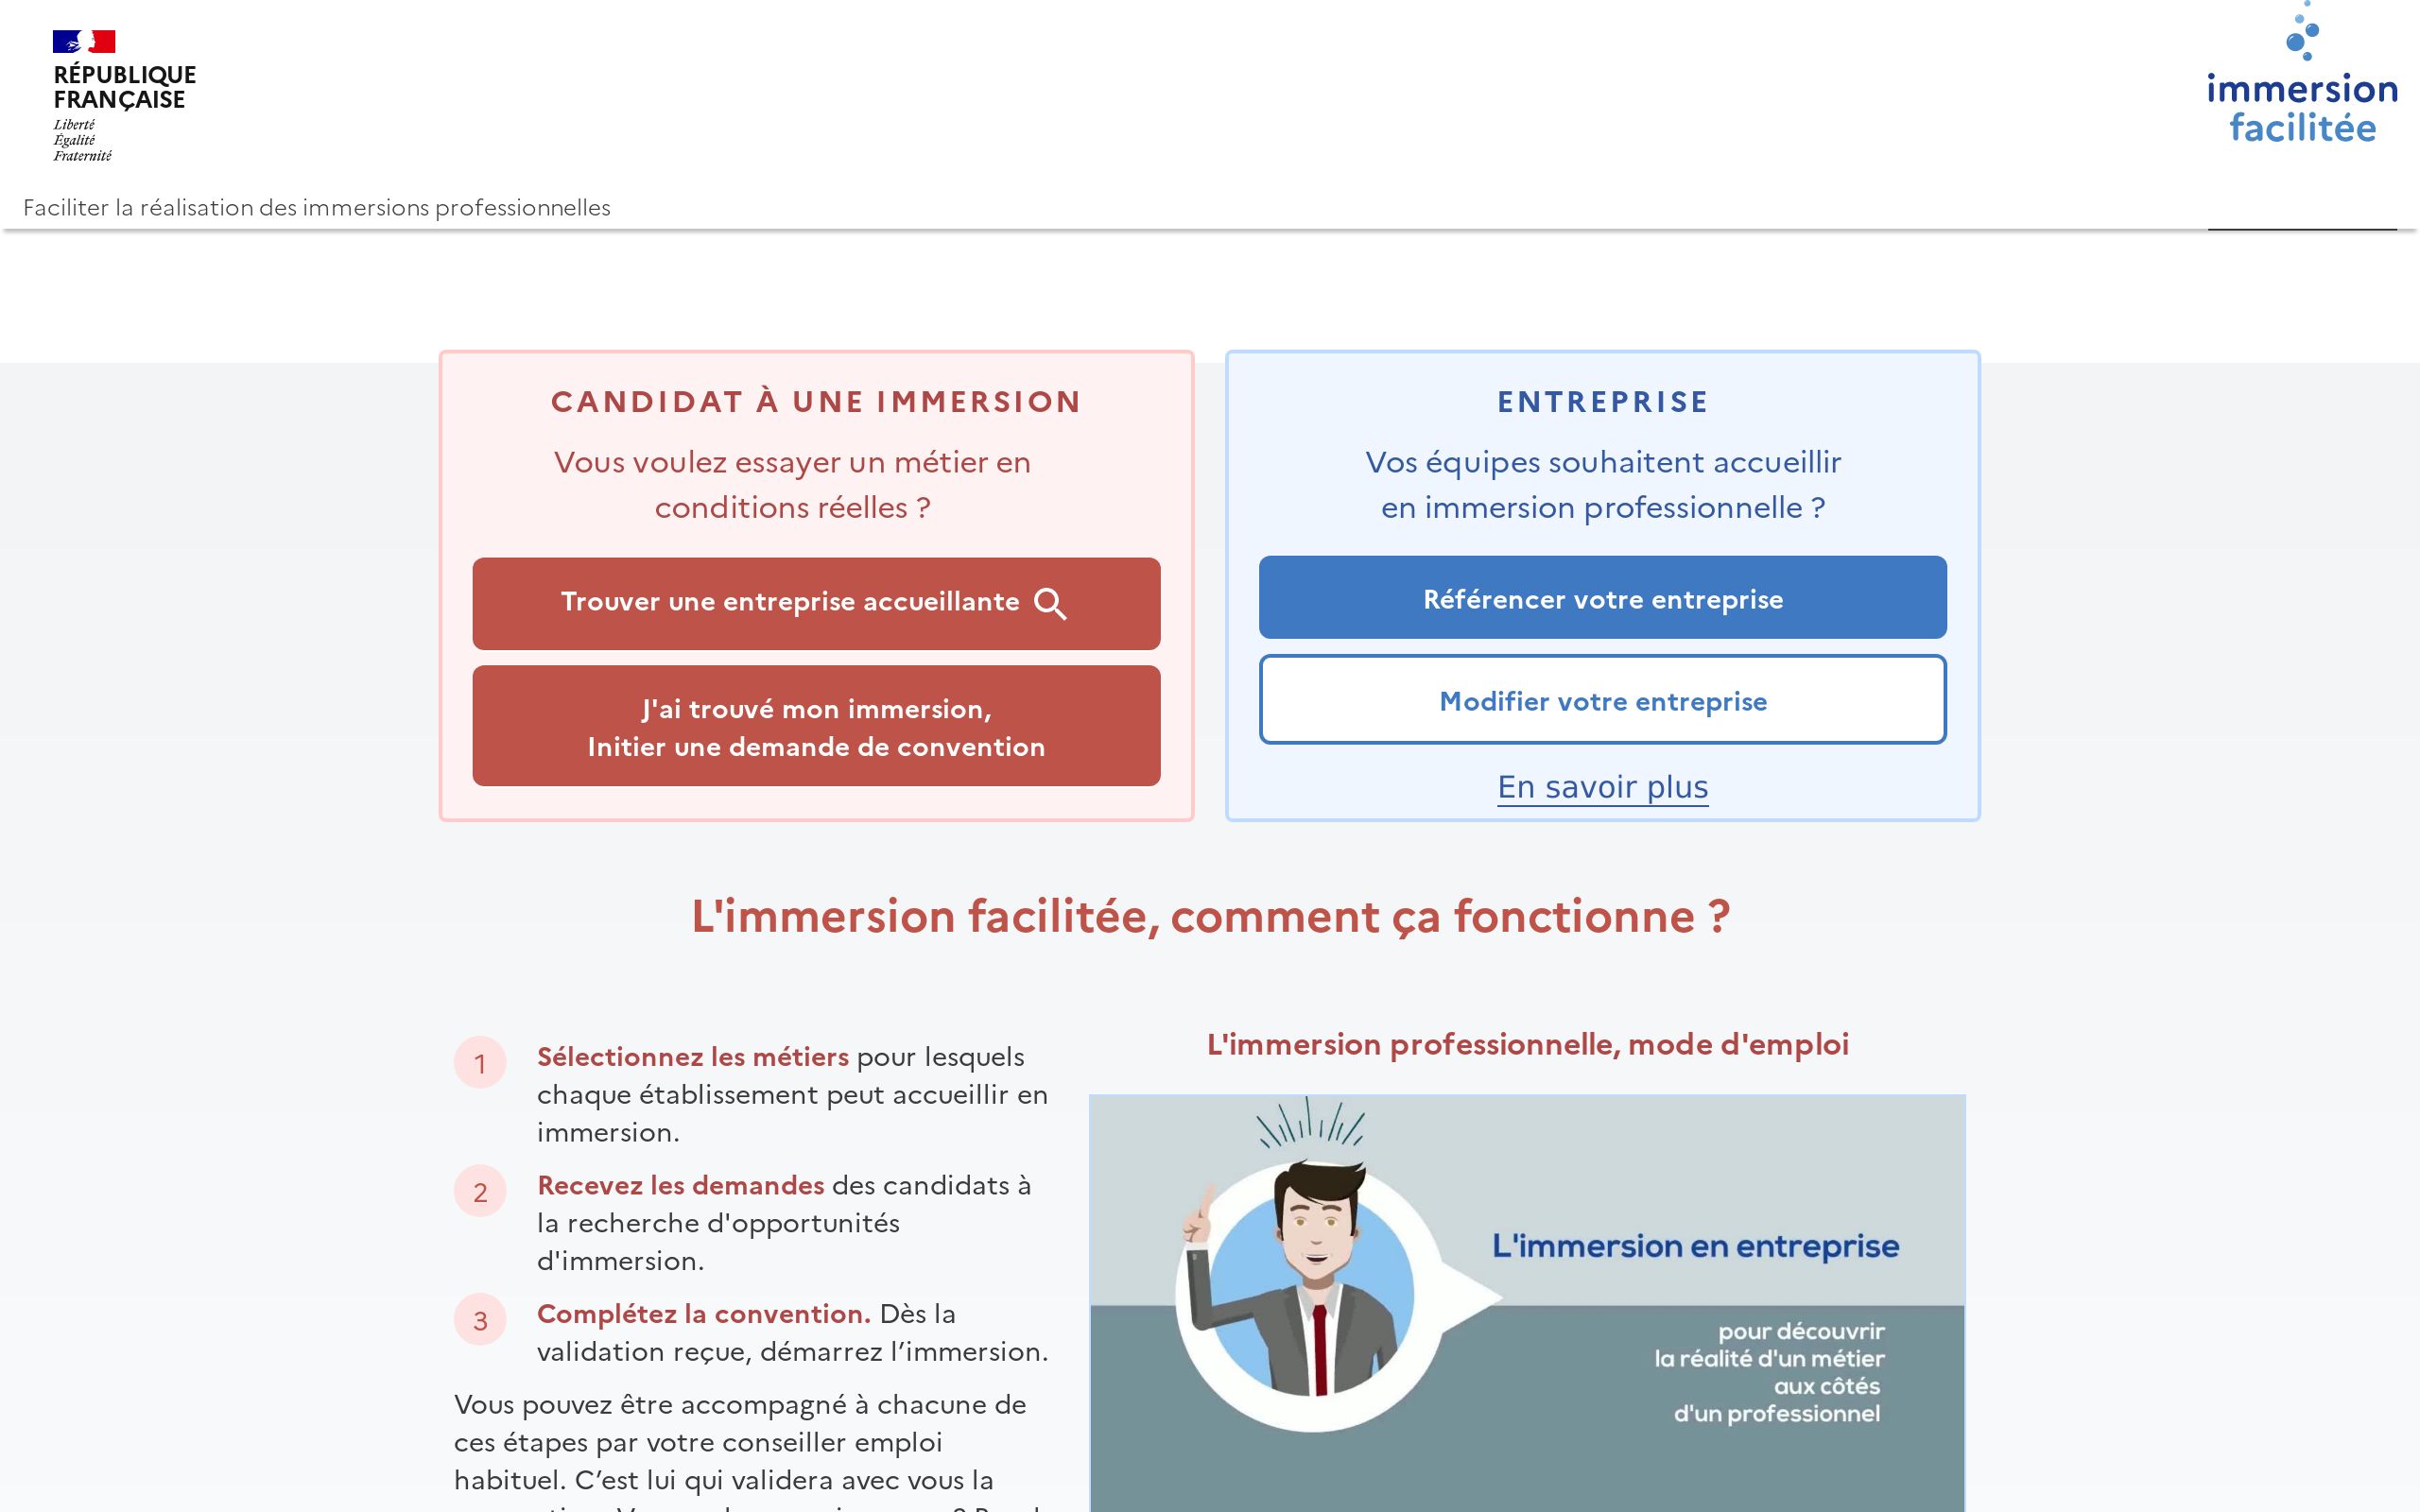 RÉPUBLIQUE
FRANÇAISE
Liberté
Égalité
Fraternité
immersion
facilitée
Faciliter la réalisation des immersions professionnelles
CANDIDAT À UNE IMMERSION
Vous voulez essayer un métier en
conditions réelles ?
Trouver une entreprise accueillante
J'ai trouvé mon immersion,
Initier une demande de convention
ENTREPRISE
Vos équipes souhaitent accueillir
en immersion professionnelle ?
Référencer votre entreprise
Modifier votre entreprise
En savoir plus
L'immersion facilitée, comment ça fonctionne ?
1
Sélectionnez les métiers pour lesquels
chaque établissement peut accueillir en
immersion.
2
Recevez les demandes des candidats à
la recherche d'opportunités
d'immersion.
3
Complétez la convention. Dès la
validation reçue, démarrez l’immersion.
Vous pouvez être accompagné à chacune de
ces étapes par votre conseiller emploi
habituel. C’est lui qui validera avec vous la
L'immersion professionnelle, mode d'emploi
L'immersion en entreprise
pour découvrir
la réalité d'un métier
aux côtés
d'un professionnel